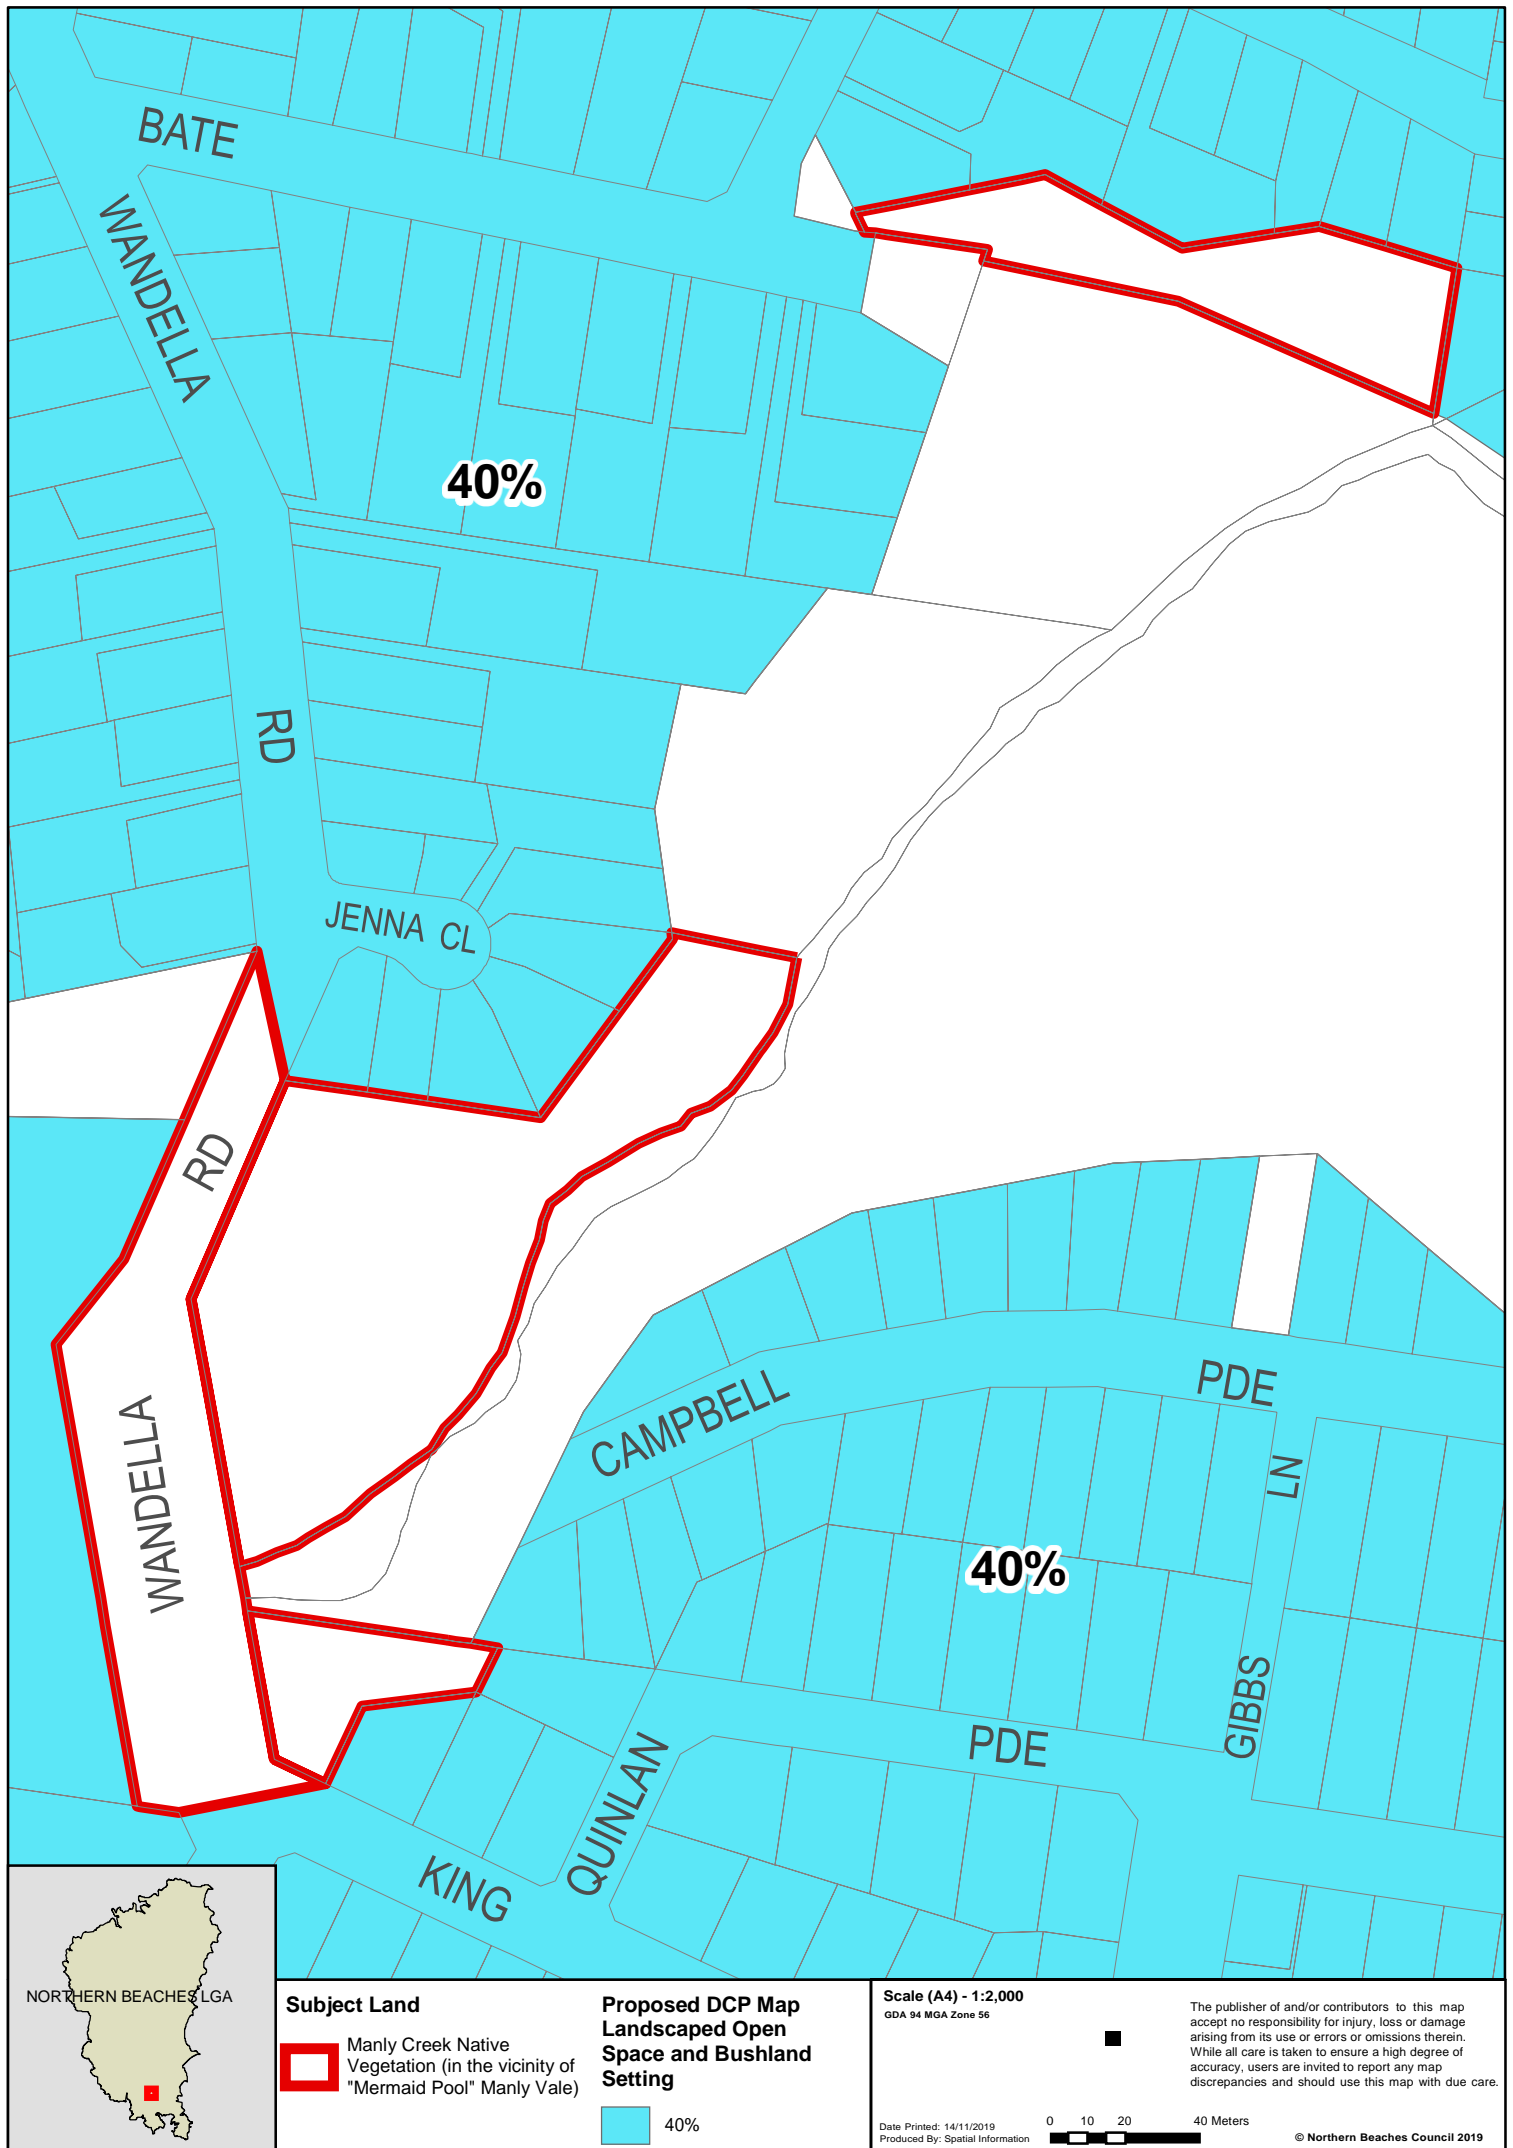 BATE
WANDELLA
40%
RD
JENNA CL
RD
WANDELLA
CAMPBELL
PDE
LN
40%
GIBBS
PDE
QUINLAN
KING
NORTHERN BEACHES LGA
Subject Land
Manly Creek Native
Vegetation (in the vicinity of
"Mermaid Pool" Manly Vale)
Proposed DCP Map
Landscaped Open
Space and Bushland
Setting
40%
Scale (A4) - 1:2,000
GDA 94 MGA Zone 56
The publisher of and/or contributors to this map
accept no responsibility for injury, loss or damage
arising from its use or errors or omissions therein.
While all care is taken to ensure a high degree of
accuracy, users are invited to report any map
discrepancies and should use this map with due care.
Date Printed: 14/11/2019
Produced By: Spatial Information
0 10 20 40 Meters
© Northern Beaches Council 2019